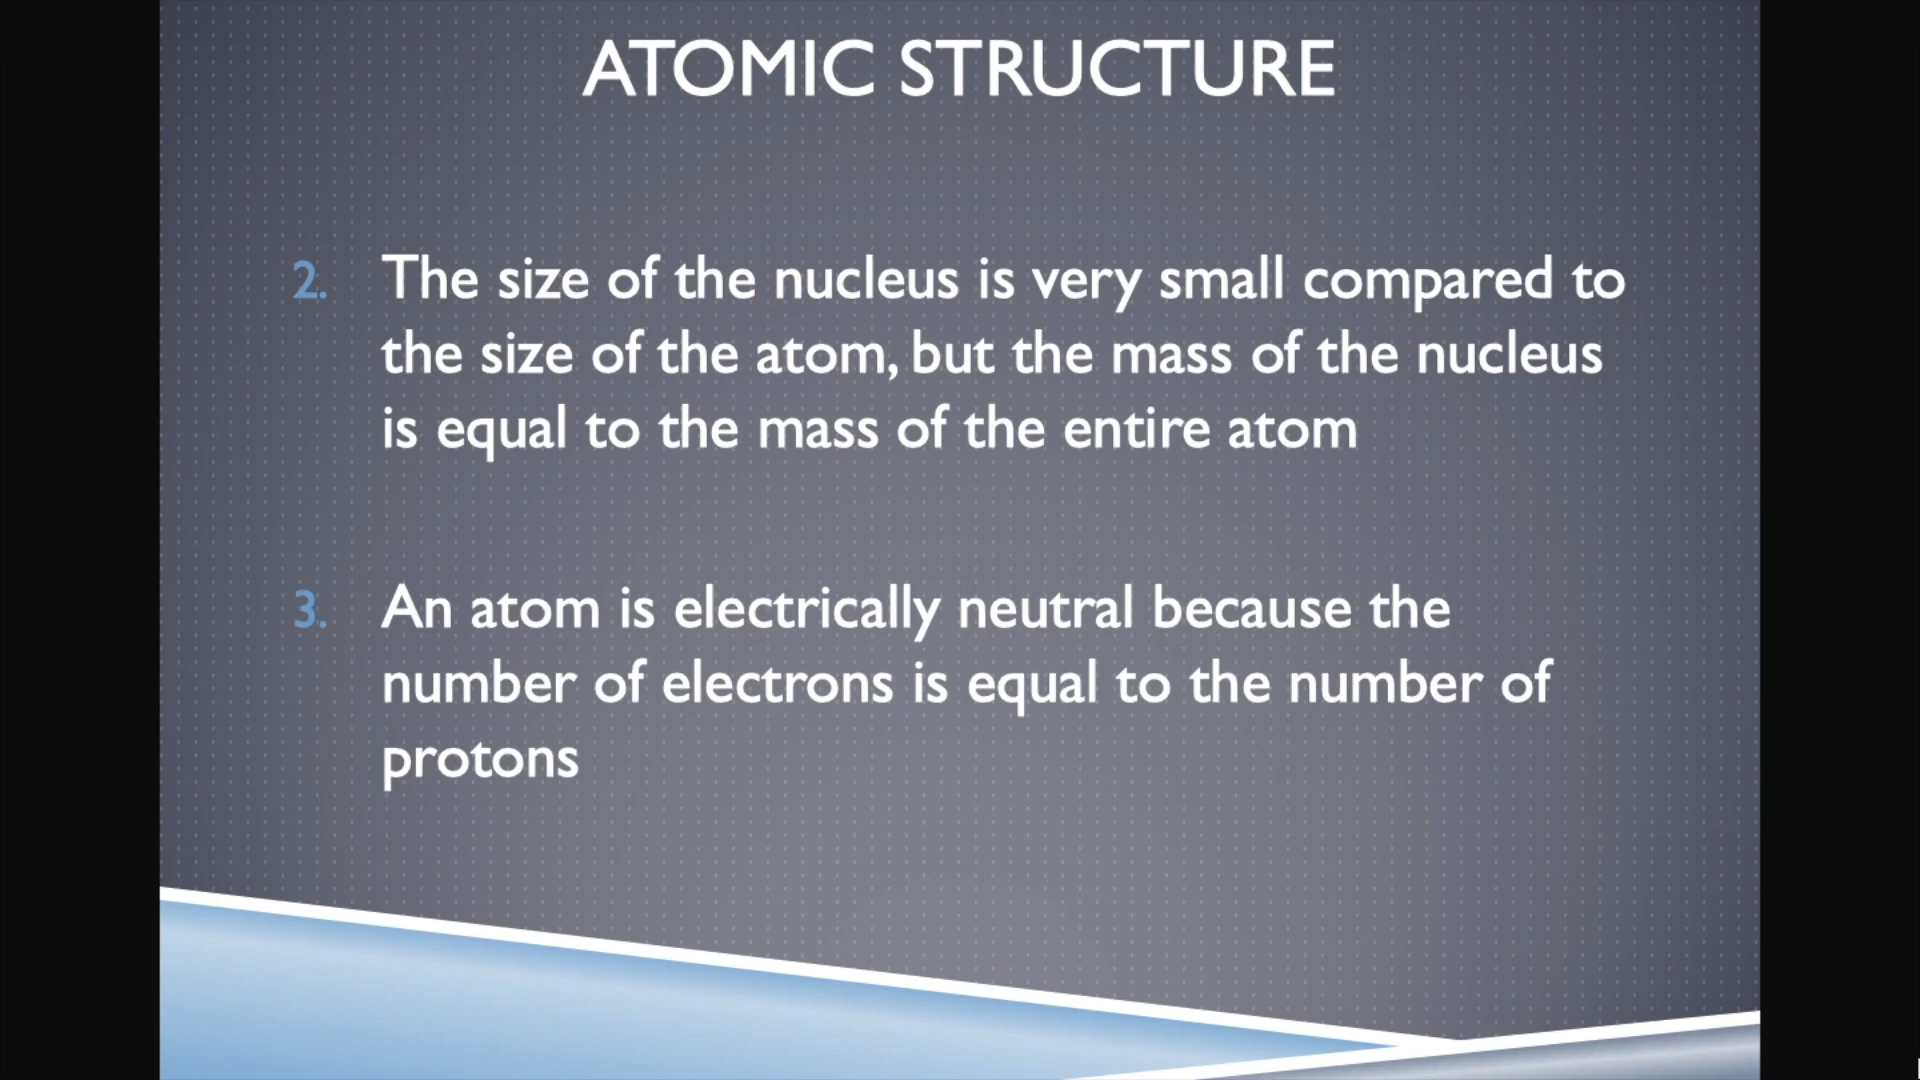 ATOMIC STRUCTURE
2. The size of the nucleus is very small compared to
the size of the atom, but the mass of the nucleus
is equal to the mass of the entire atom
3. An atom is electrically neutral because the
number of electrons is equal to the number of
protons